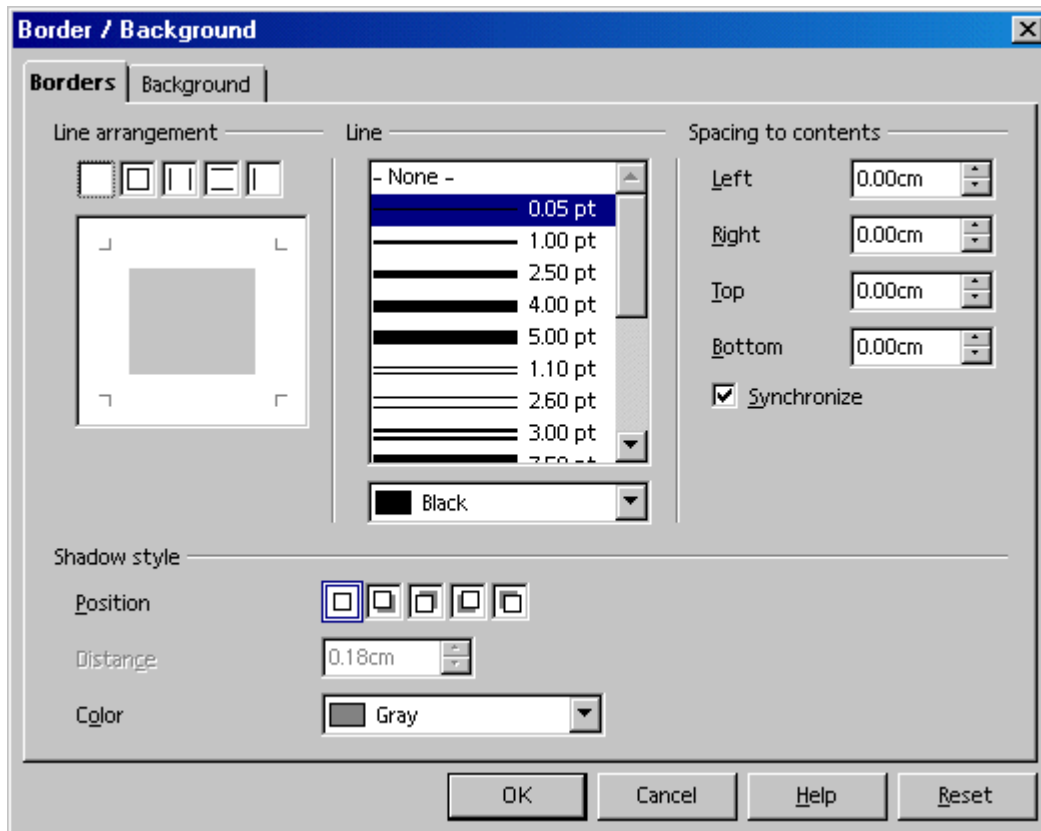 Border / Background
Borders
Background
Line arrangement
Line
- None -
0.05 pt
1.00 pt
2.50 pt
4.00 pt
5.00 pt
1.10 pt
2.60 pt
3.00 pt
Black
Spacing to contents
Left 0.00cm
Right 0.00cm
Top 0.00cm
Bottom 0.00cm
Synchronize
Shadow style
Position
Distance 0.18cm
Color Gray
OK
Cancel
Help
Reset